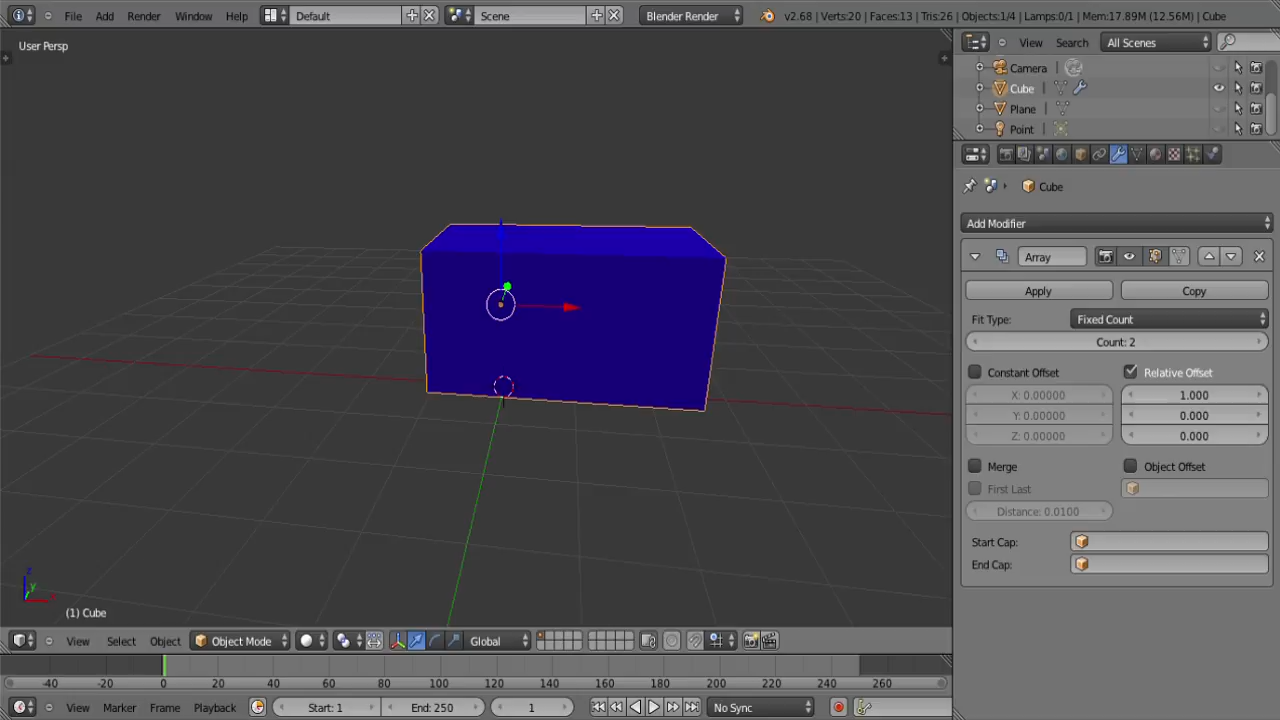 File Add Render Window Help Default Scene Blender Render v2.68 | Verts:20 | Faces:13 | Tris:26 | Objects:1/4 | Lamps:0/1 | Mem:17.89M (12.56M) | Cube
User Persp
View Search All Scenes
Camera
Cube
Plane
Point
Cube
Add Modifier
Array
Apply Copy
Fit Type: Fixed Count
Count: 2
Constant Offset Relative Offset
X: 0.00000 1.000
Y: 0.00000 0.000
Z: 0.00000 0.000
Merge Object Offset
First Last
Distance: 0.0100
Start Cap:
End Cap:
z
y
x
(1) Cube
View Select Object Object Mode Global
-40 -20 0 20 40 60 80 100 120 140 160 180 200 220 240 260
View Marker Frame Playback Start: 1 End: 250 1 No Sync